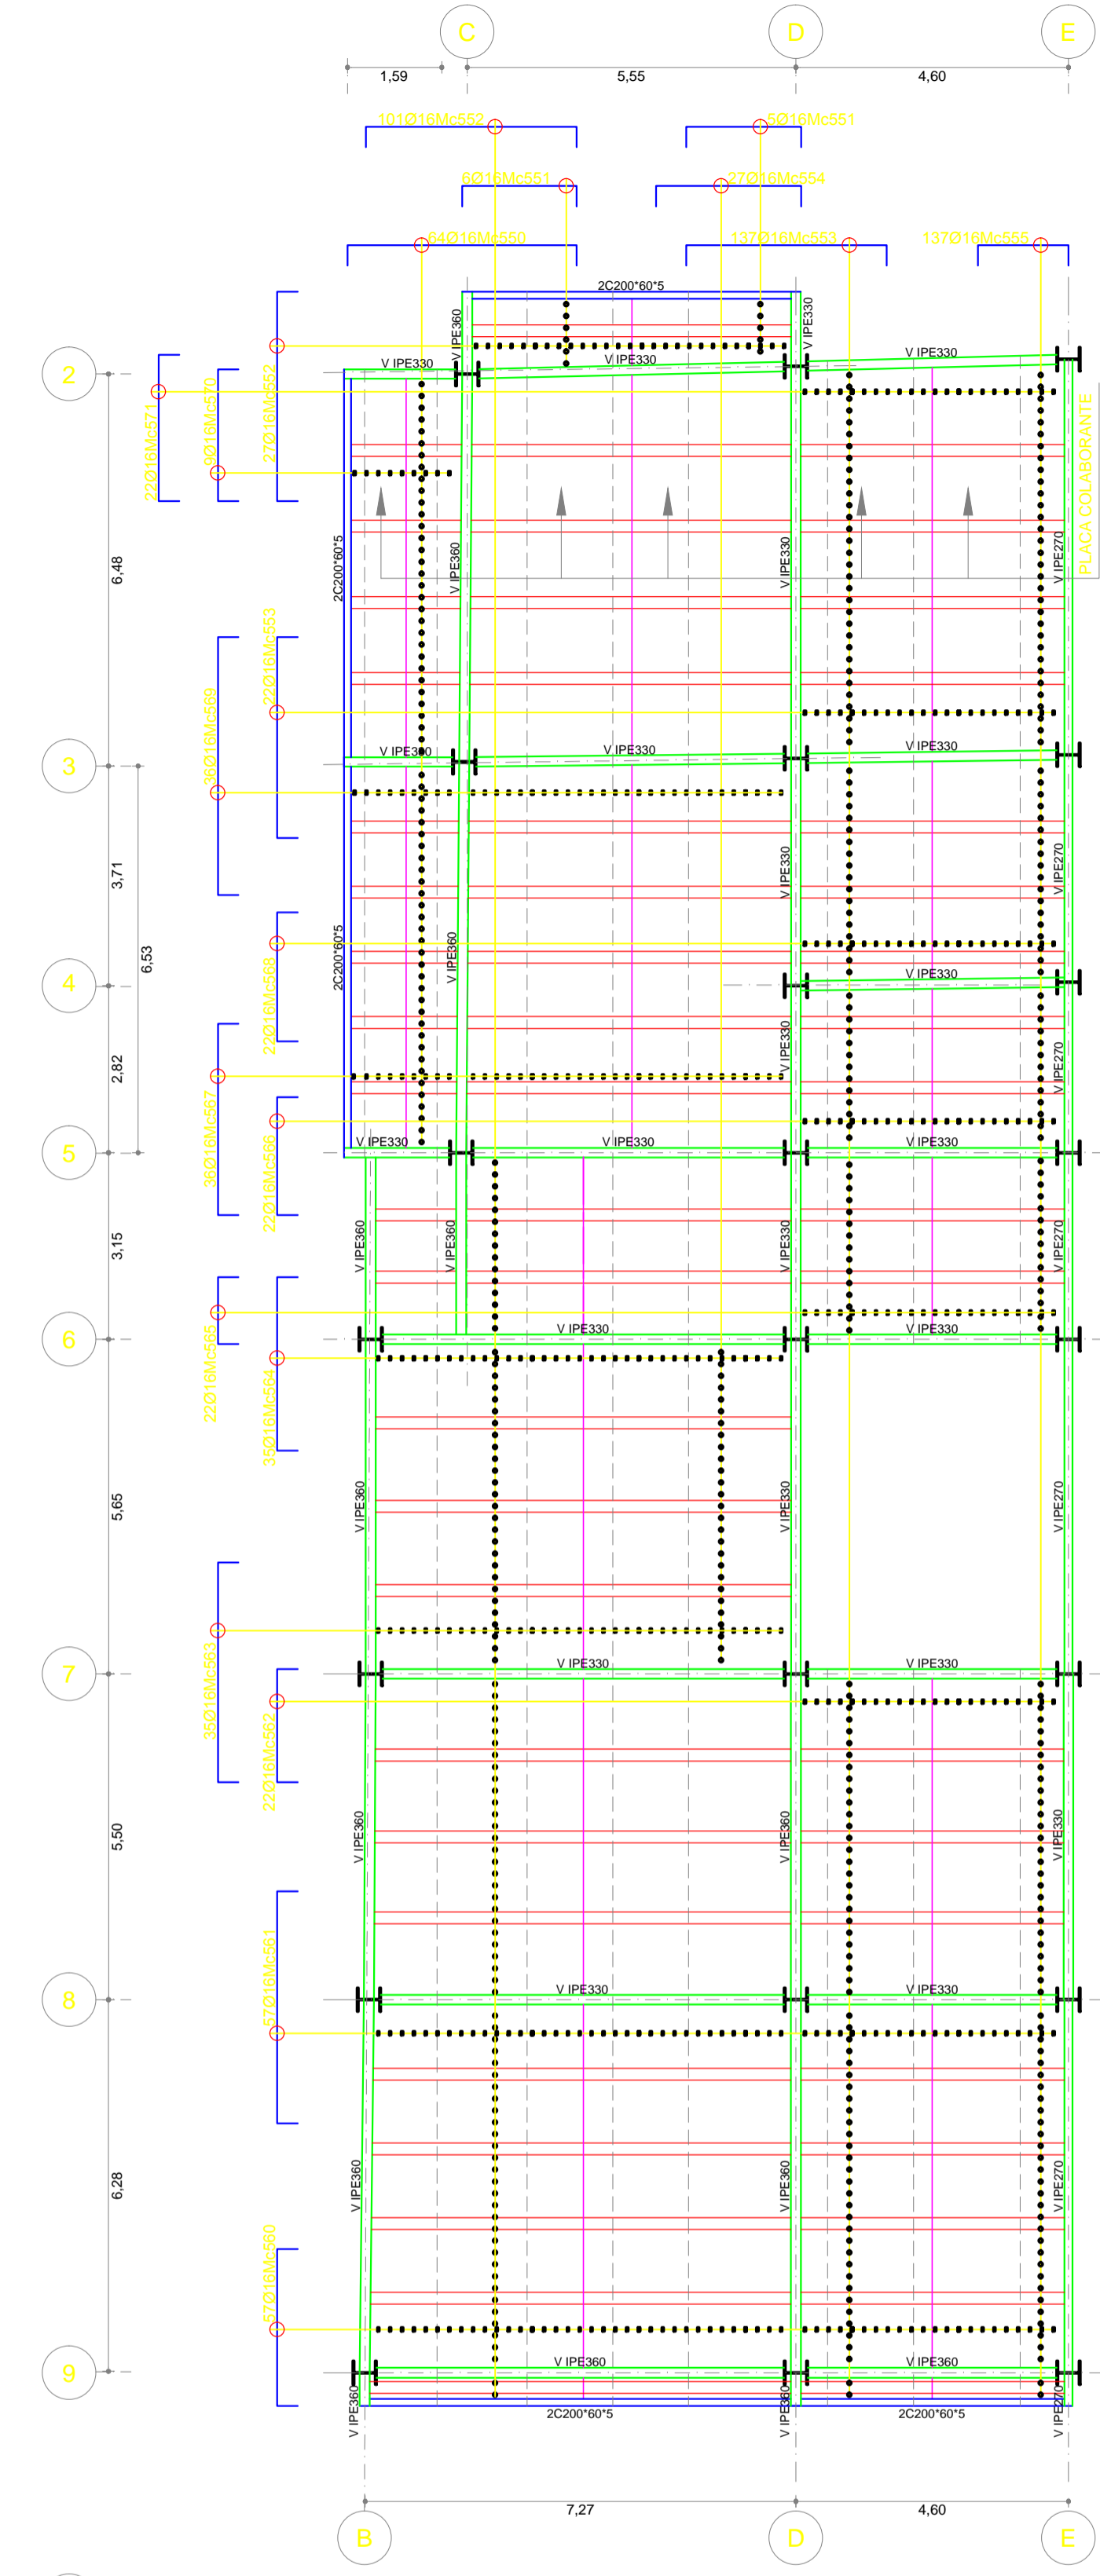 C
D
E
1,59
5,55
4,60
101Ø16Mc552
5Ø16Mc551
6Ø16Mc551
27Ø16Mc554
64Ø16Mc550
137Ø16Mc553
137Ø16Mc555
2C200*60*5
V IPE360
V IPE330
2
V IPE330
V IPE330
V IPE330
22Ø16Mc571
9Ø16Mc570
27Ø16Mc552
PLACA COLABORANTE
6,48
2C200*60*5
V IPE360
V IPE330
V IPE270
22Ø16Mc553
36Ø16Mc569
3
V IPE330
V IPE330
V IPE330
3,71
V IPE330
V IPE270
6,53
2C200*60*5
V IPE360
22Ø16Mc568
4
V IPE330
2,82
V IPE330
V IPE270
36Ø16Mc567
22Ø16Mc566
5
V IPE330
V IPE330
V IPE330
3,15
V IPE360
V IPE360
V IPE330
V IPE270
22Ø16Mc565
35Ø16Mc564
6
V IPE330
V IPE330
5,65
V IPE360
V IPE330
V IPE270
35Ø16Mc563
22Ø16Mc562
7
V IPE330
V IPE330
5,50
V IPE360
V IPE360
V IPE330
57Ø16Mc561
8
V IPE330
V IPE330
6,28
V IPE360
V IPE360
V IPE270
57Ø16Mc560
9
V IPE360
V IPE360
V IPE360
V IPE360
V IPE270
2C200*60*5
2C200*60*5
7,27
4,60
B
D
E